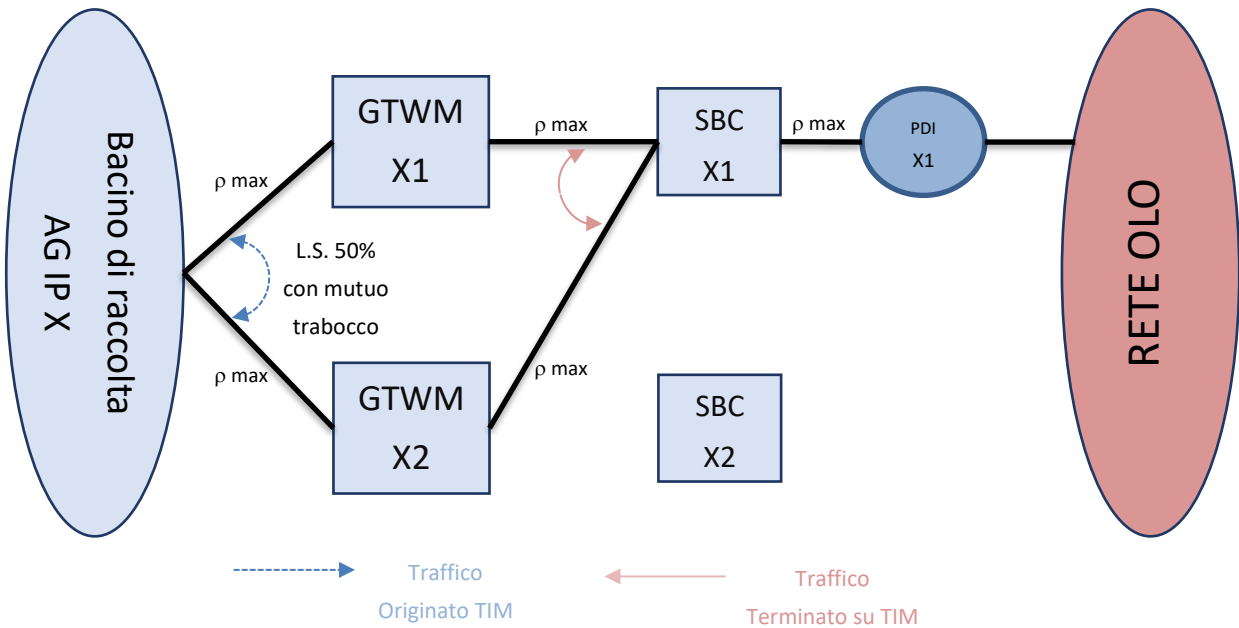 Bacino di raccolta
AG IP X
GTWM
X1
GTWM
X2
ρ max
ρ max
L.S. 50%
con mutuo
trabocco
ρ max
ρ max
SBC
X1
SBC
X2
ρ max
PDI
X1
RETE OLO
Traffico
Originato TIM
Traffico
Terminato su TIM